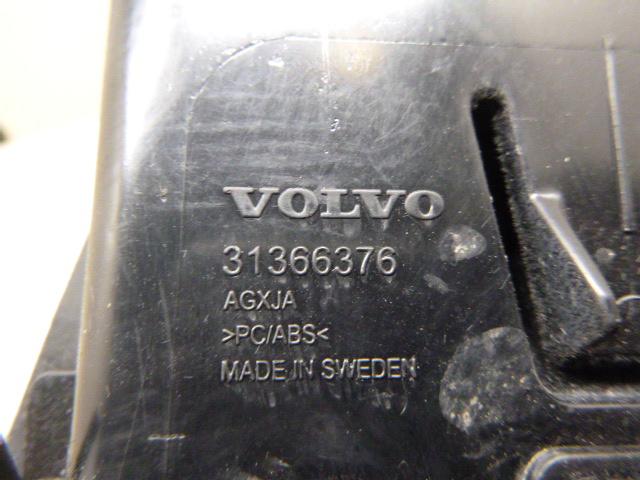 VOLVO
31366376
AGXJA
>PC/ABS<
MADE IN SWEDEN